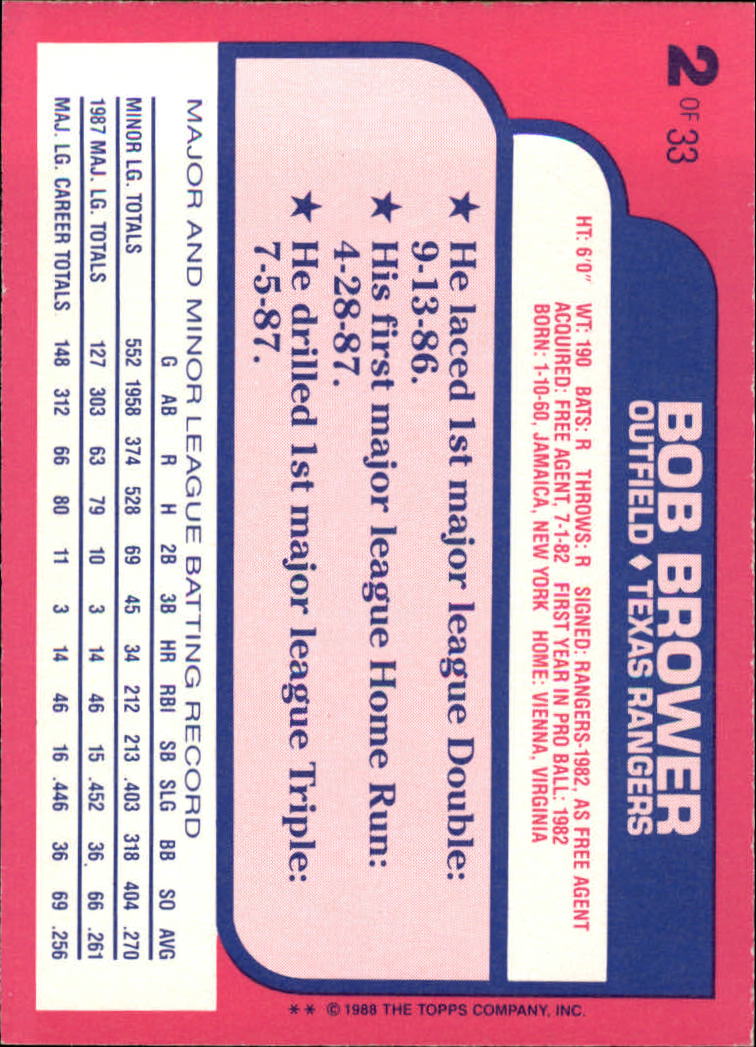 2 OF 33
BOB BROWER
OUTFIELD ♦ TEXAS RANGERS
HT: 6'0" WT: 190 BATS: R THROWS: R SIGNED: RANGERS-1982, AS FREE AGENT
ACQUIRED: FREE AGENT, 7-1-82 FIRST YEAR IN PRO BALL: 1982
BORN: 1-10-60, JAMAICA, NEW YORK HOME: VIENNA, VIRGINIA
★ He laced 1st major league Double:
9-13-86.
★ His first major league Home Run:
4-28-87.
★ He drilled 1st major league Triple:
7-5-87.
MAJOR AND MINOR LEAGUE BATTING RECORD
G AB R H 2B 3B HR RBI SB SLG BB SO AVG
MINOR LG. TOTALS 552 1958 374 528 69 45 34 212 213 .403 318 404 .270
1987 MAJ. LG. TOTALS 127 303 63 79 10 3 14 46 15 .452 36 66 .261
MAJ. LG. CAREER TOTALS 148 312 66 80 11 3 14 46 16 .446 36 69 .256
** © 1988 THE TOPPS COMPANY, INC.